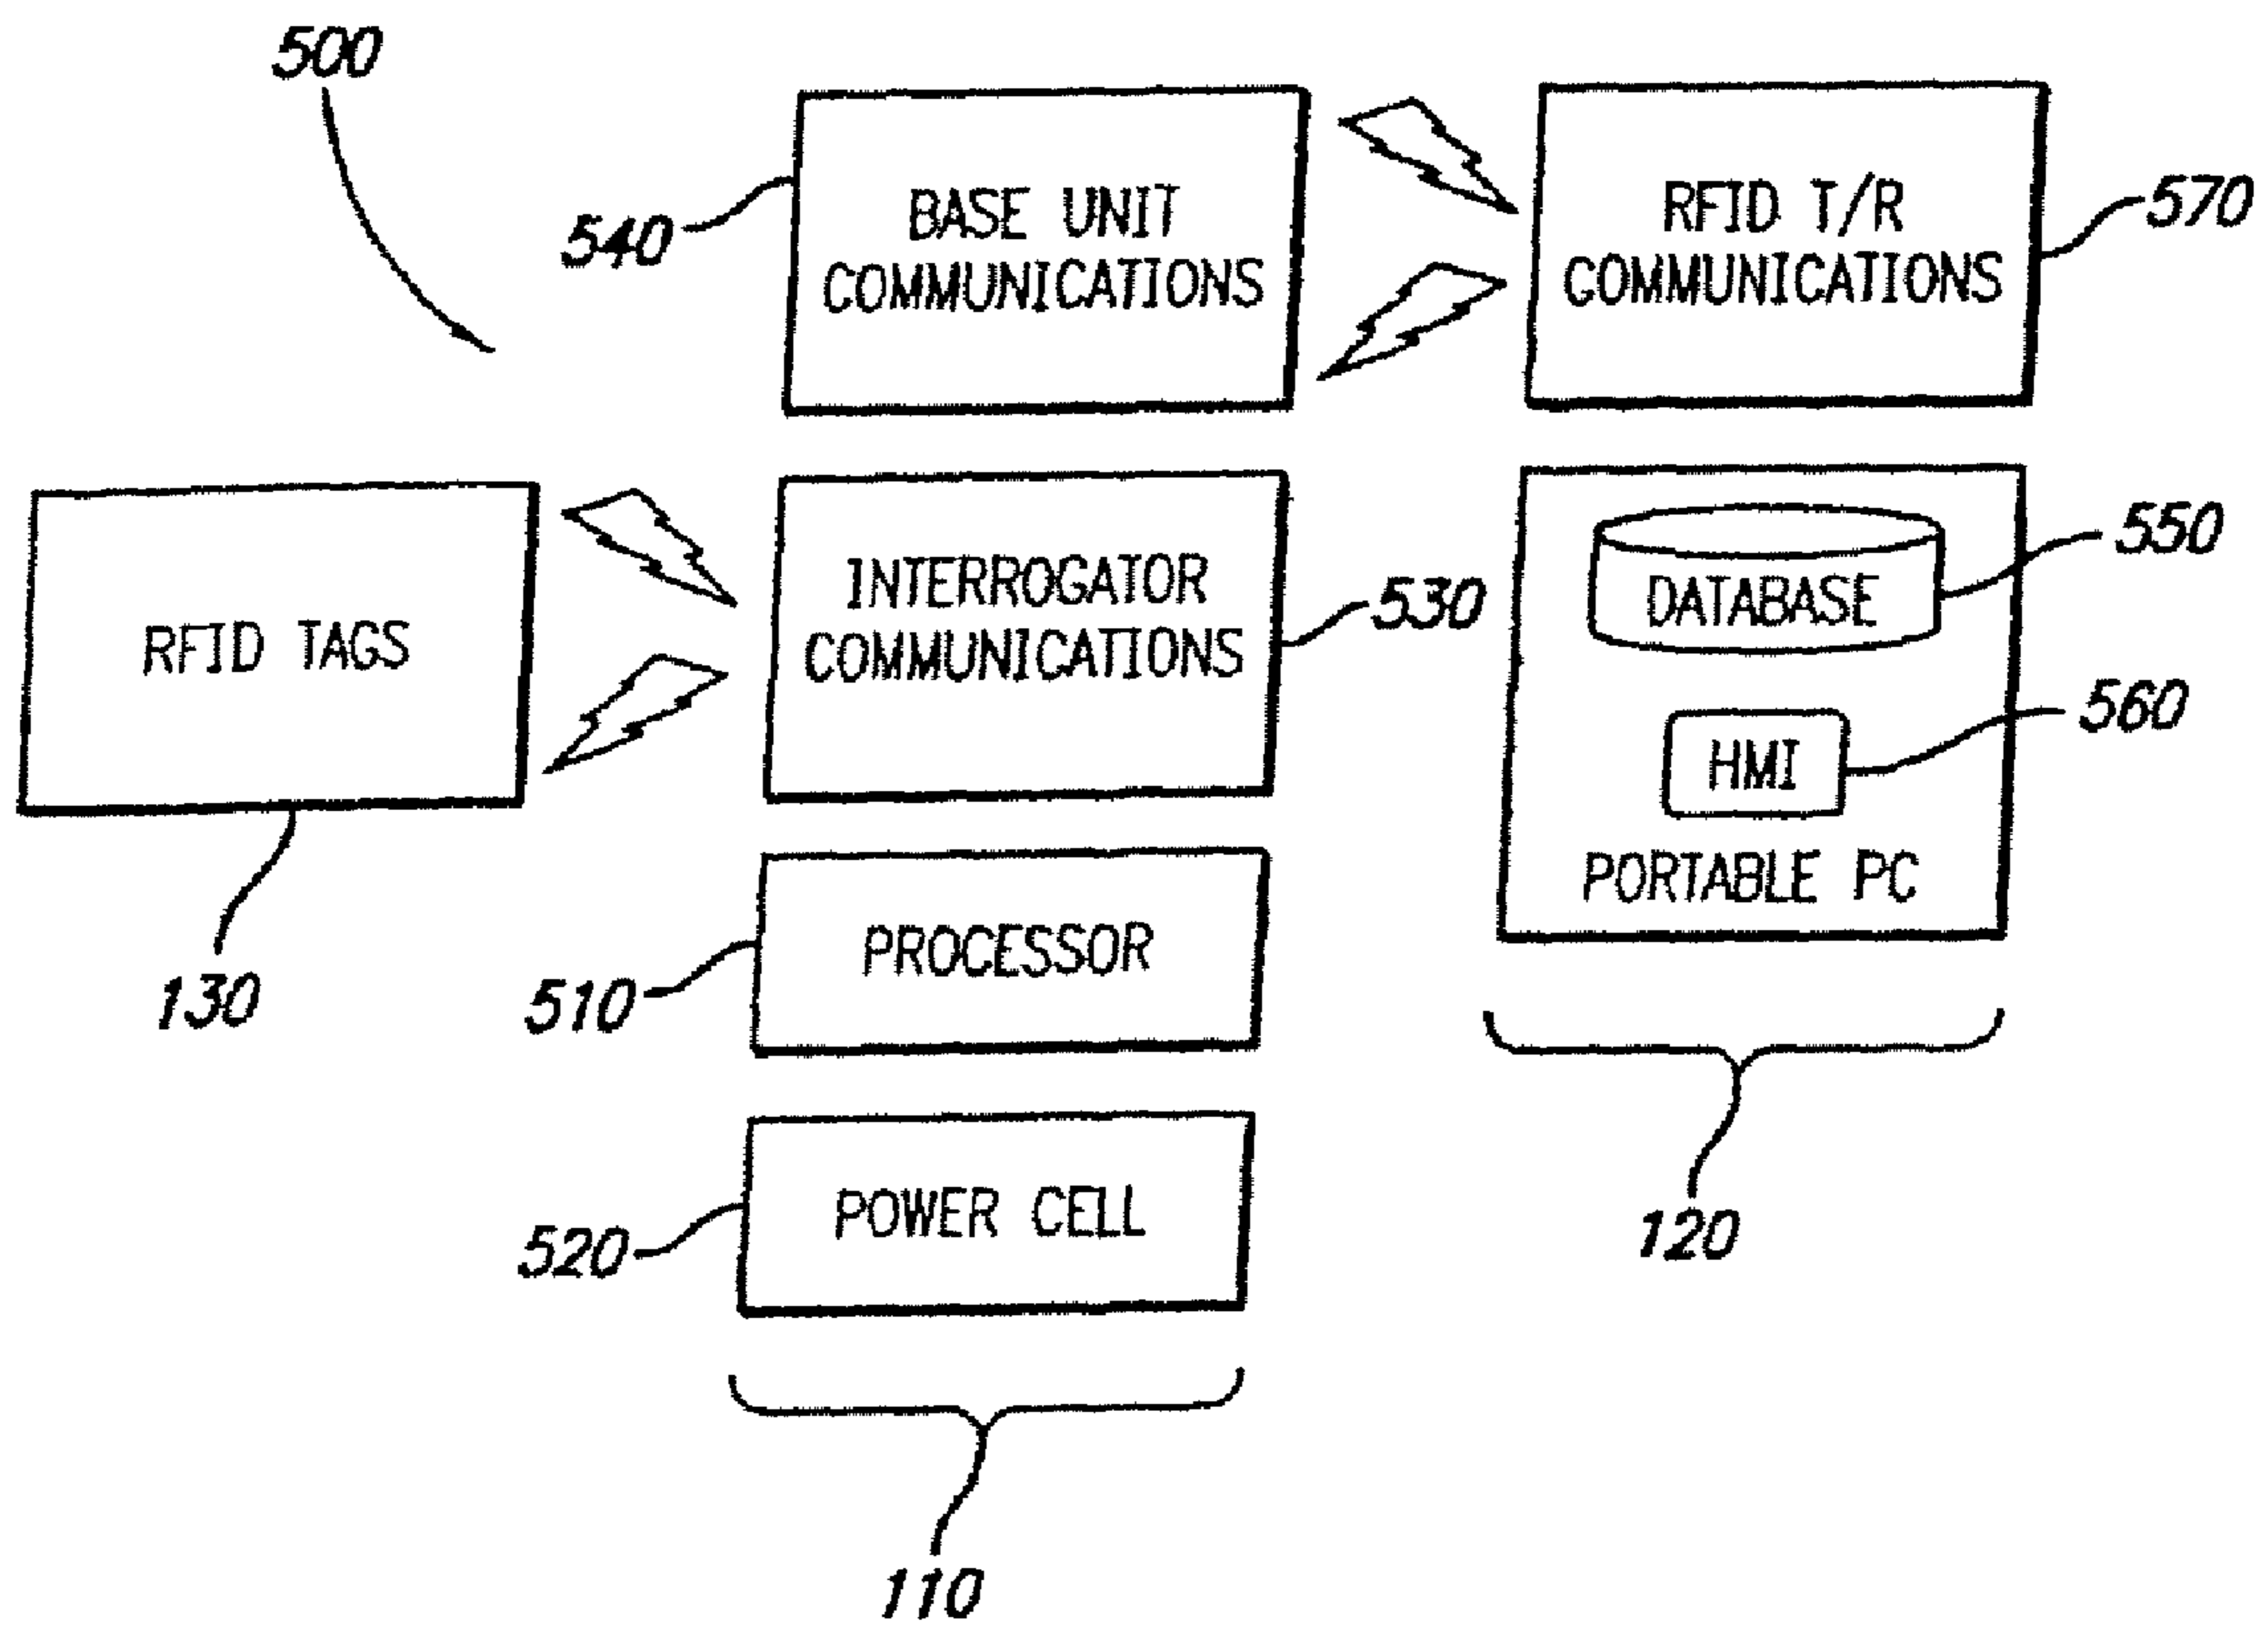 500
BASE UNIT
COMMUNICATIONS
540
RFID T/R
COMMUNICATIONS
570
RFID TAGS
130
INTERROGATOR
COMMUNICATIONS
530
DATABASE
550
HMI
560
PORTABLE PC
PROCESSOR
510
120
POWER CELL
520
110